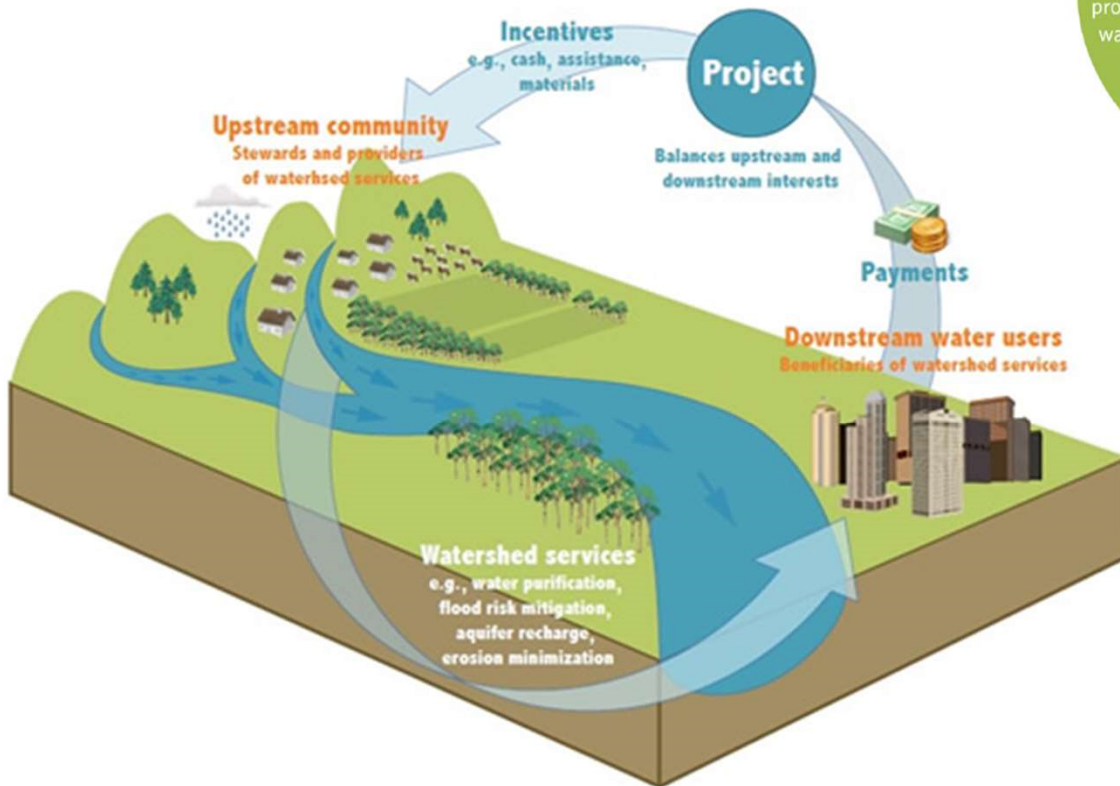 Incentives
e.g., cash, assistance,
materials
Project
Balances upstream and
downstream interests
Upstream community
Stewards and providers
of waterhsed services
Payments
Downstream water users
Beneficiaries of watershed services
Watershed services
e.g., water purification,
flood risk mitigation,
aquifer recharge,
erosion minimization